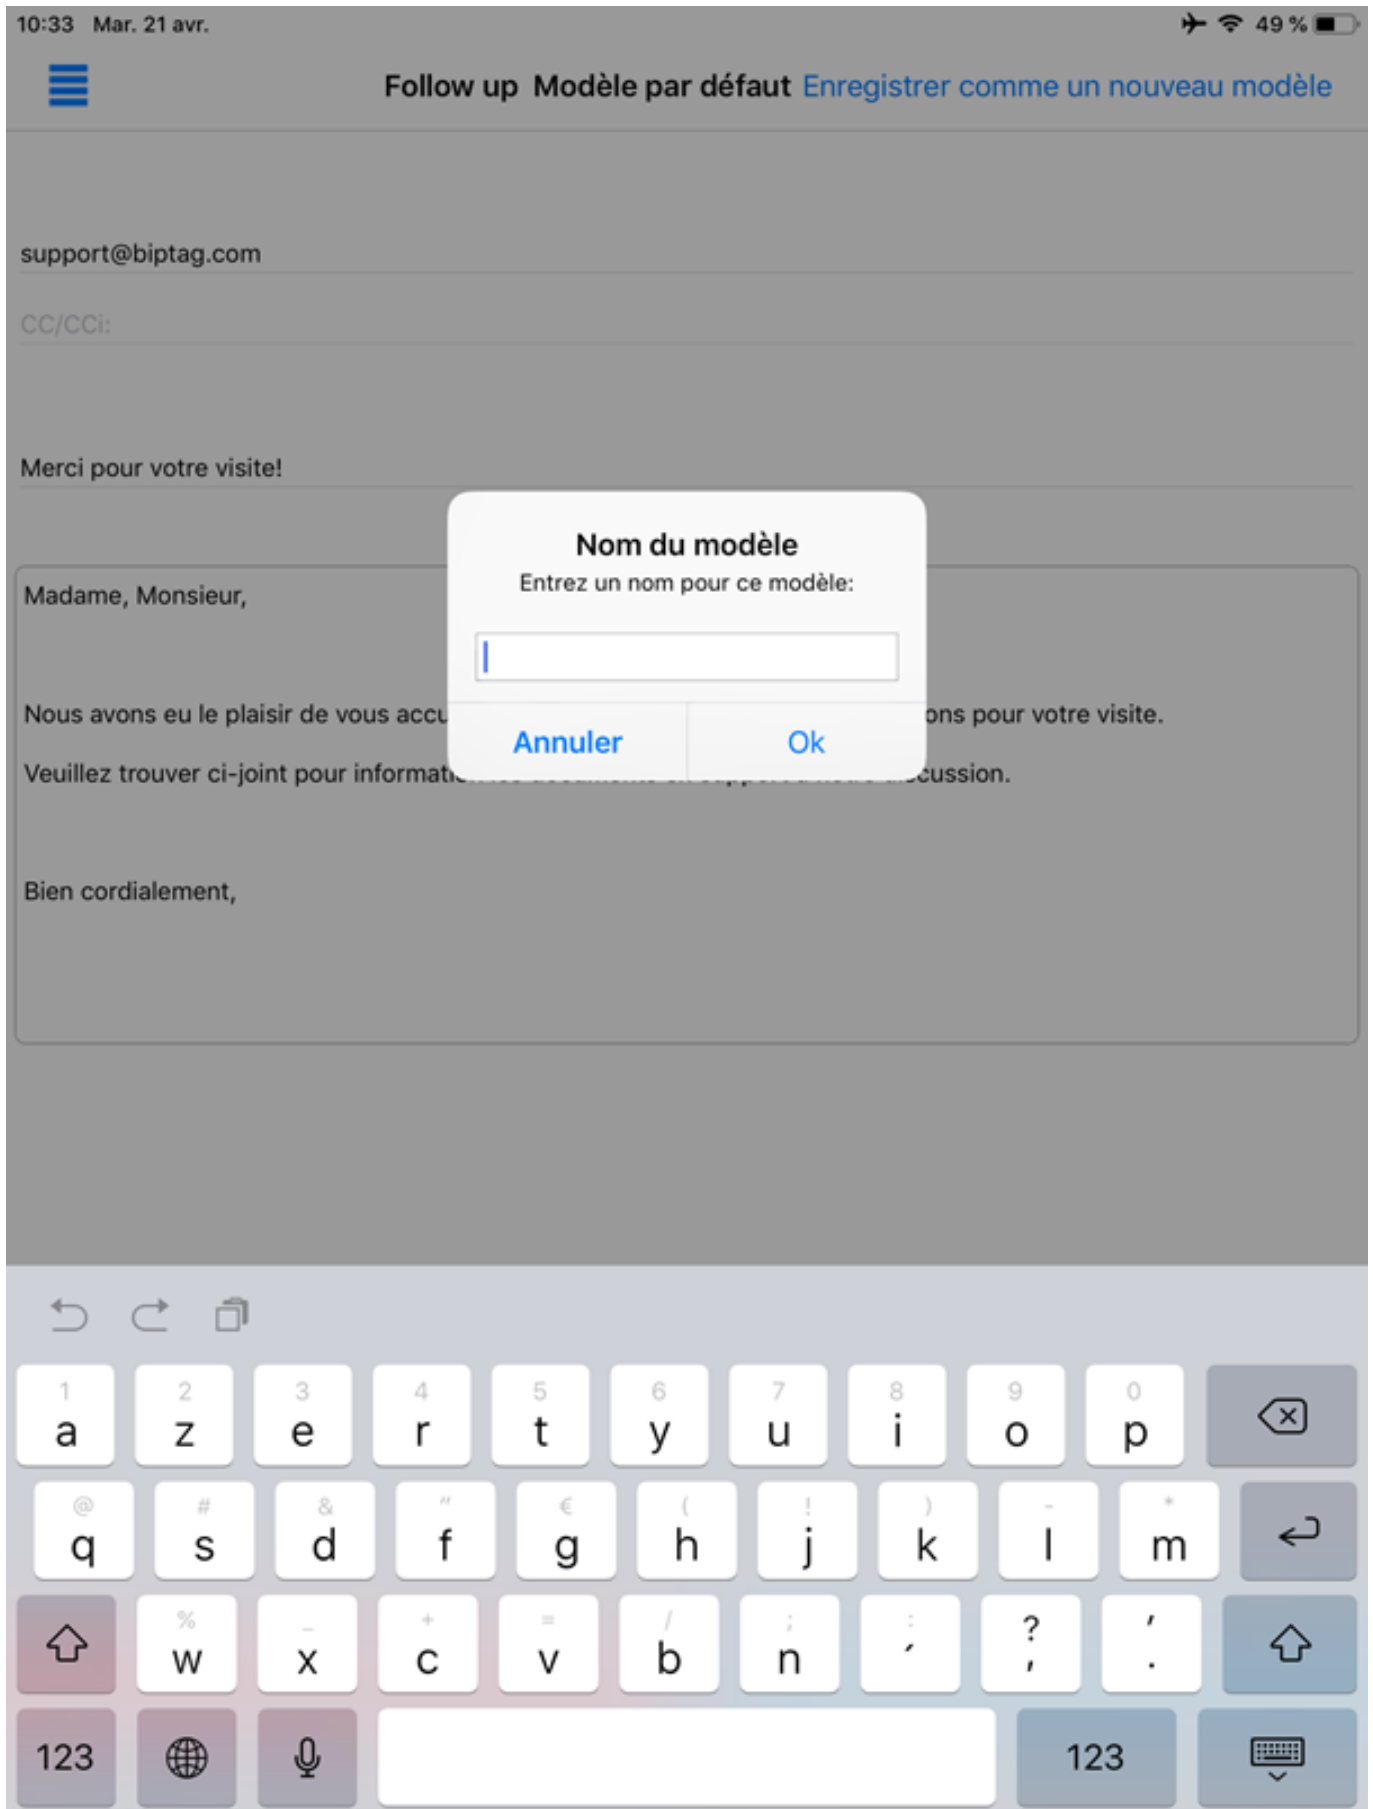 10:33 Mar. 21 avr. 49 %
Follow up Modèle par défaut Enregistrer comme un nouveau modèle
support@biptag.com
CC/CCi:
Merci pour votre visite!
Nom du modèle
Entrez un nom pour ce modèle:
Annuler Ok
Madame, Monsieur,
Nous avons eu le plaisir de vous ons pour votre visite.
Veuillez trouver ci-joint pour
Bien cordialement,
1 2 3 4 5 6 7 8 9 0
a z e r t y u i o p
@ # & " € ( ! ) - *
q s d f g h j k l m
% _ + = / ; : ? '
w x c v b n ´ , .
123 123